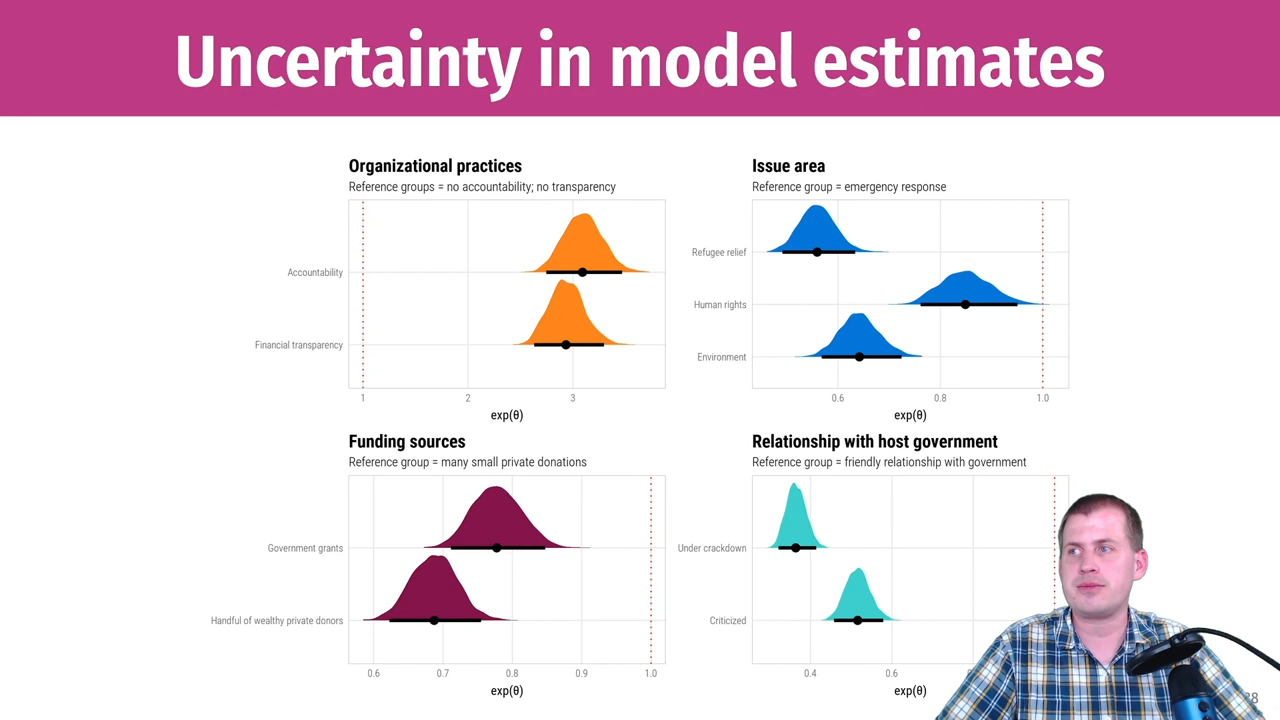 Uncertainty in model estimates
Organizational practices
Reference groups = no accountability; no transparency
Accountability
Financial transparency
1 2 3
exp(θ)
Issue area
Reference group = emergency response
Refugee relief
Human rights
Environment
0.6 0.8 1.0
exp(θ)
Funding sources
Reference group = many small private donations
Government grants
Handful of wealthy private donors
0.6 0.7 0.8 0.9 1.0
exp(θ)
Relationship with host government
Reference group = friendly relationship with government
Under crackdown
Criticized
0.4 0.6
exp(θ)